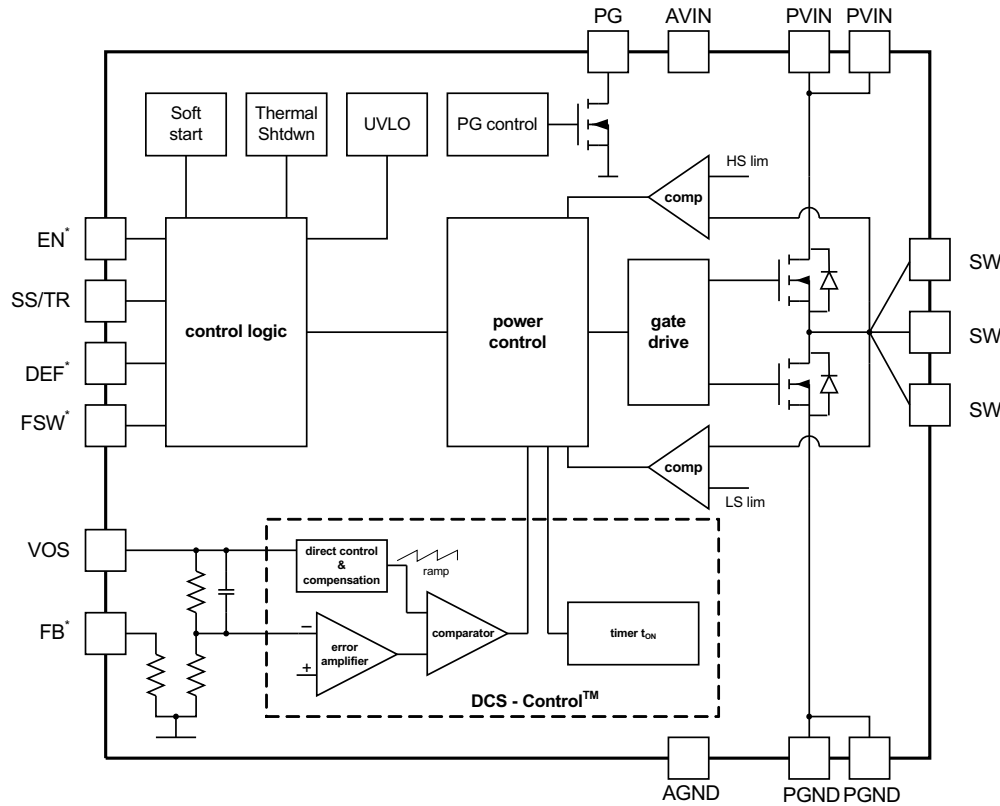 PG
AVIN
PVIN
PVIN
Soft
start
Thermal
Shtdwn
UVLO
PG control
HS lim
comp
EN*
SS/TR
DEF*
FSW*
control logic
power
control
gate
drive
SW
SW
SW
comp
LS lim
VOS
FB*
direct control
&
compensation
ramp
error
amplifier
comparator
timer tON
DCS - Control™
AGND
PGND
PGND